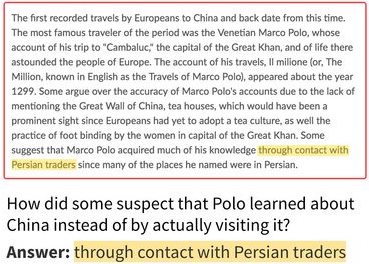 The first recorded travels by Europeans to China and back date from this time.
The most famous traveler of the period was the Venetian Marco Polo, whose
account of his trip to "Cambaluc," the capital of the Great Khan, and of life there
astounded the people of Europe. The account of his travels, Il milione (or, The
Million, known in English as the Travels of Marco Polo), appeared about the year
1299. Some argue over the accuracy of Marco Polo's accounts due to the lack of
mentioning the Great Wall of China, tea houses, which would have been a
prominent sight since Europeans had yet to adopt a tea culture, as well the
practice of foot binding by the women in capital of the Great Khan. Some
suggest that Marco Polo acquired much of his knowledge through contact with
Persian traders since many of the places he named were in Persian.
How did some suspect that Polo learned about
China instead of by actually visiting it?
Answer: through contact with Persian traders